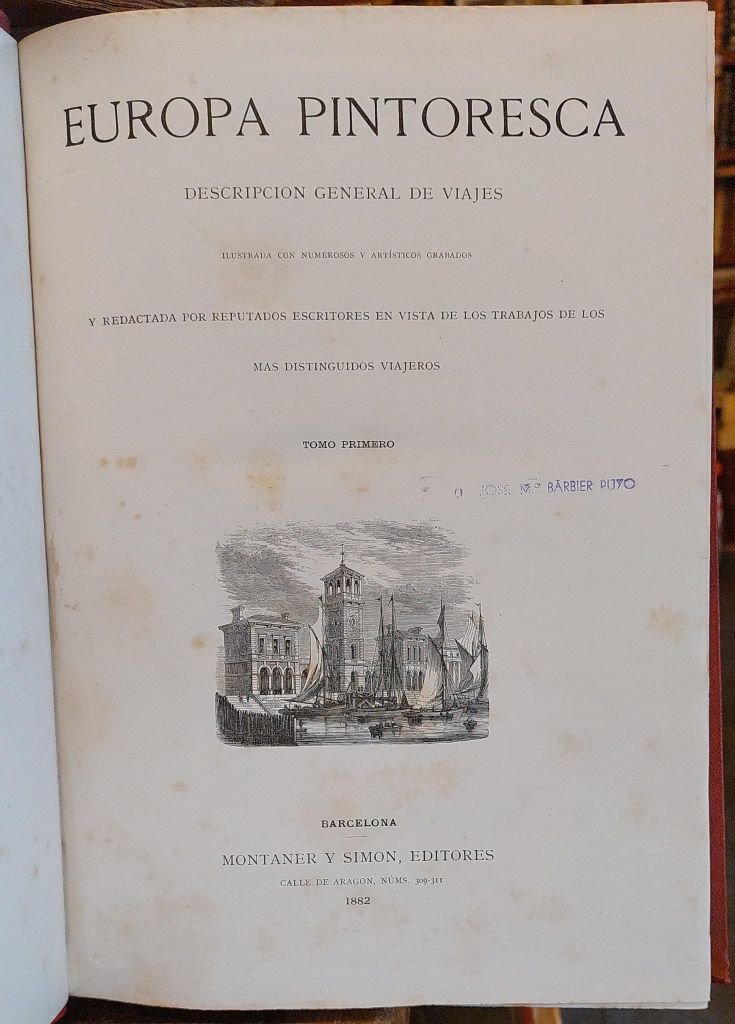 EUROPA PINTORESCA
DESCRIPCION GENERAL DE VIAJES
ILUSTRADA CON NUMEROSOS Y ARTÍSTICOS GRABADOS
Y REDACTADA POR REPUTADOS ESCRITORES EN VISTA DE LOS TRABAJOS DE LOS
MAS DISTINGUIDOS VIAJEROS
TOMO PRIMERO
JOSE Mª BARBIER
BARCELONA
MONTANER Y SIMON, EDITORES
CALLE DE ARAGON, NÚMS. 309-311
1882